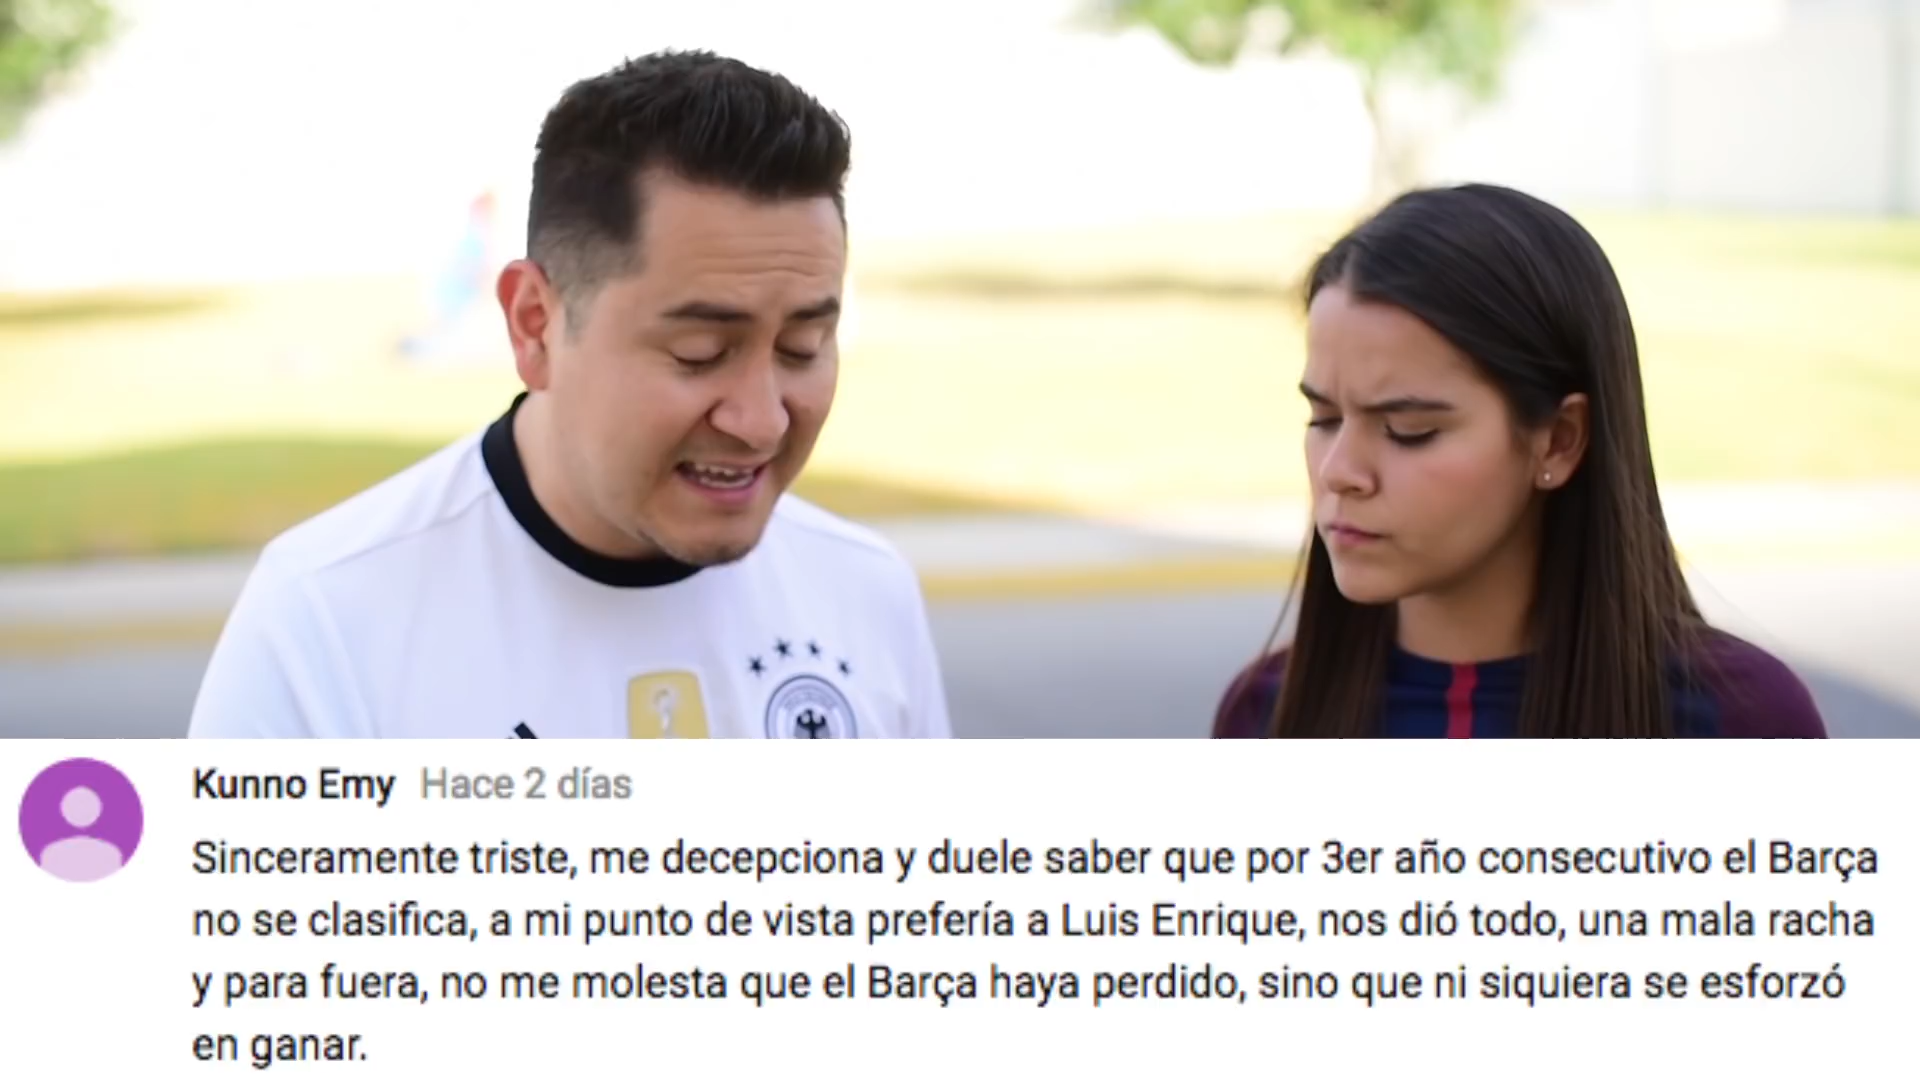 Kunno Emy Hace 2 días
Sinceramente triste, me decepciona y duele saber que por 3er año consecutivo el Barça
no se clasifica, a mi punto de vista prefería a Luis Enrique, nos dió todo, una mala racha
y para fuera, no me molesta que el Barça haya perdido, sino que ni siquiera se esforzó
en ganar.